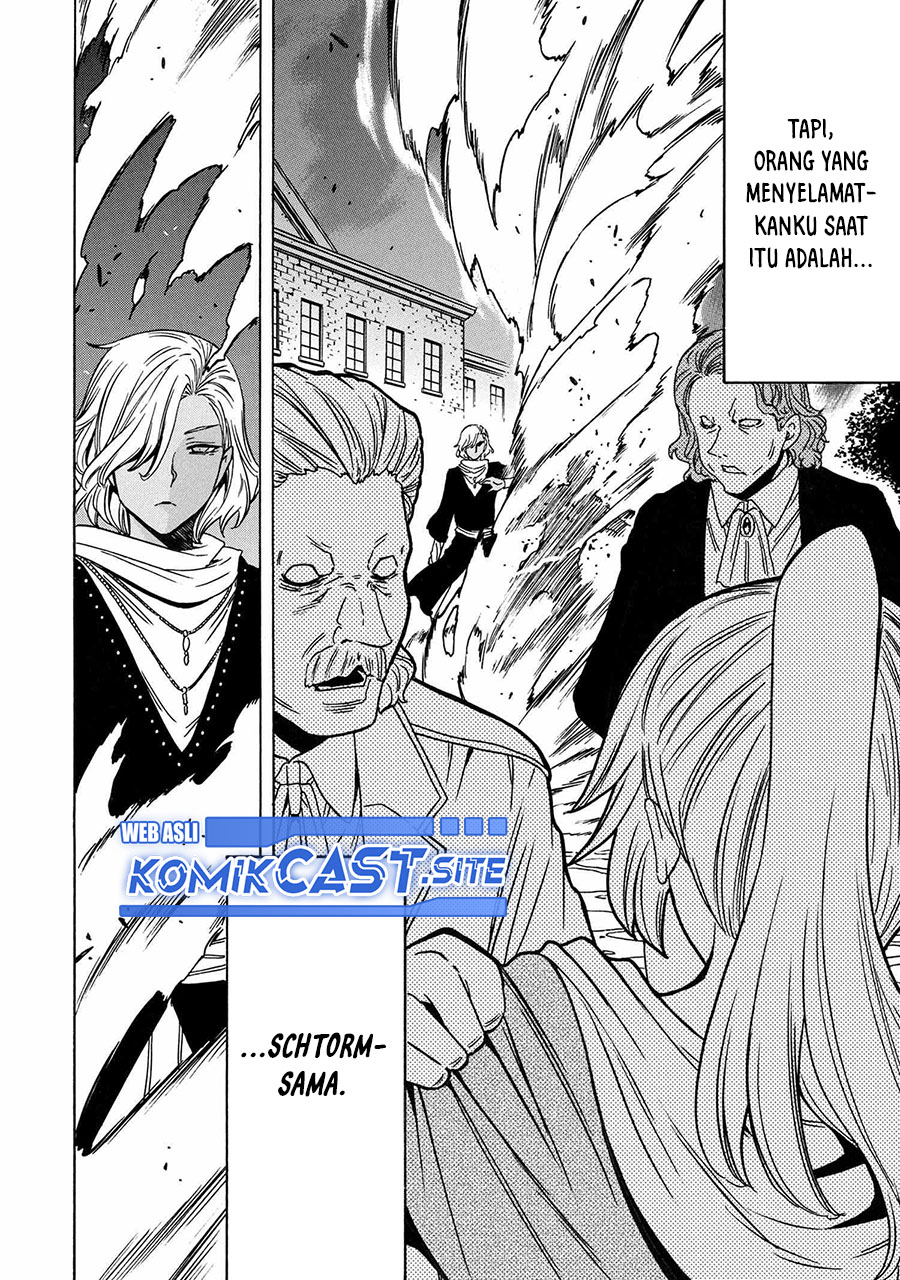 TAPI,
ORANG YANG
MENYELAMAT-
KANKU SAAT
ITU ADALAH...
WEB ASLI
KOMIKCAST.SITE
...SCHTORM-
SAMA.